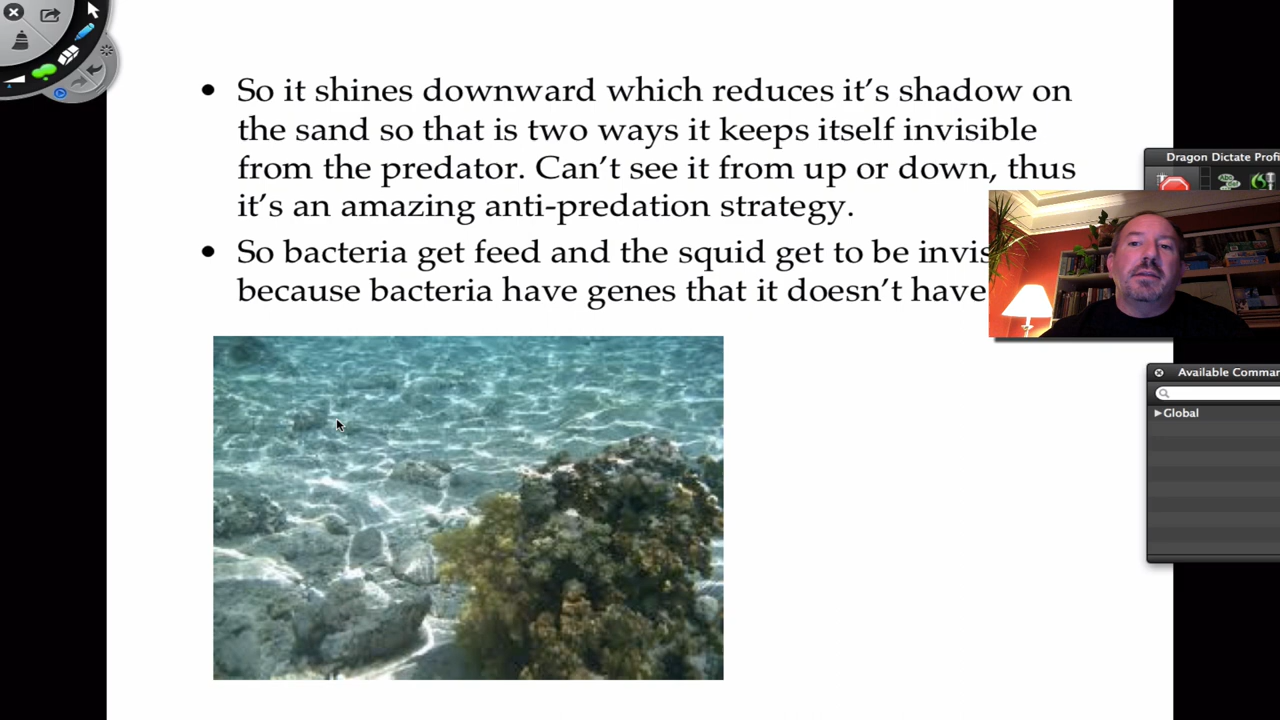 • So it shines downward which reduces it’s shadow on
the sand so that is two ways it keeps itself invisible
from the predator. Can’t see it from up or down, thus
it’s an amazing anti-predation strategy.
• So bacteria get feed and the squid get to be
because bacteria have genes that it doesn’t have
Dragon Dictate
Available
Global